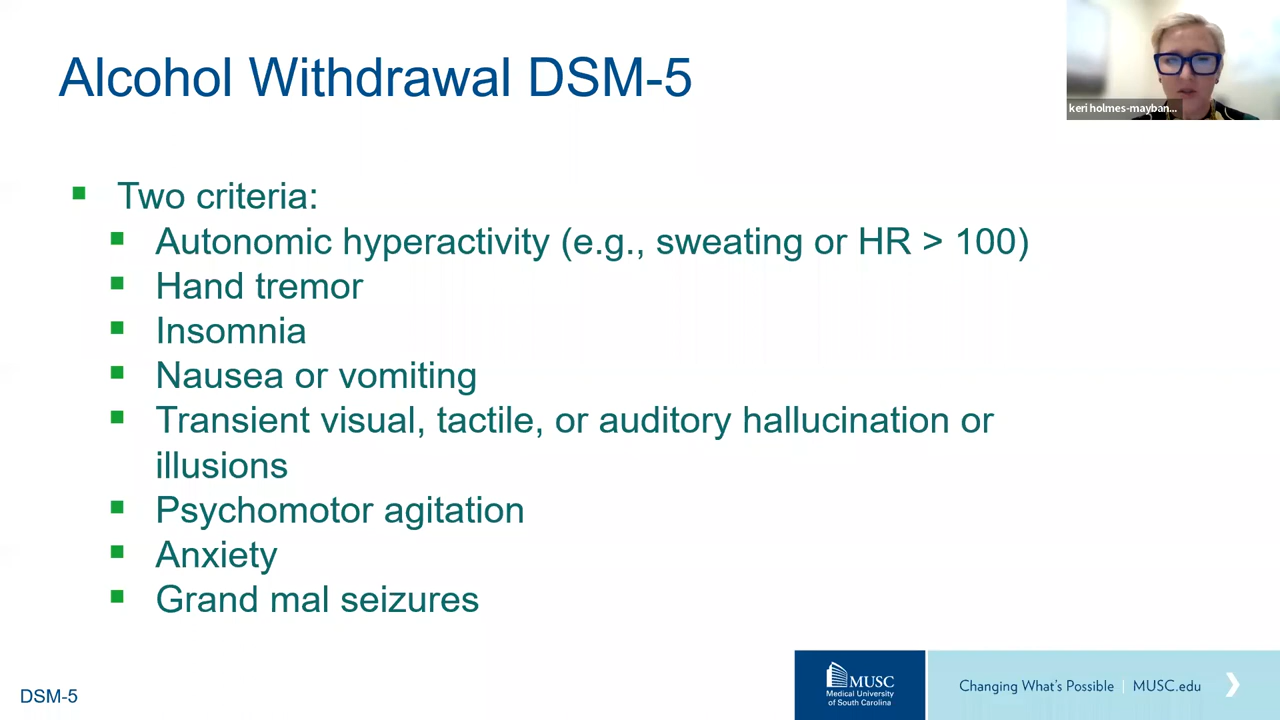 Alcohol Withdrawal DSM-5
keri holmes-mayban...
Two criteria:
Autonomic hyperactivity (e.g., sweating or HR > 100)
Hand tremor
Insomnia
Nausea or vomiting
Transient visual, tactile, or auditory hallucination or
illusions
Psychomotor agitation
Anxiety
Grand mal seizures
DSM-5
MUSC
Medical University
of South Carolina
Changing What's Possible | MUSC.edu